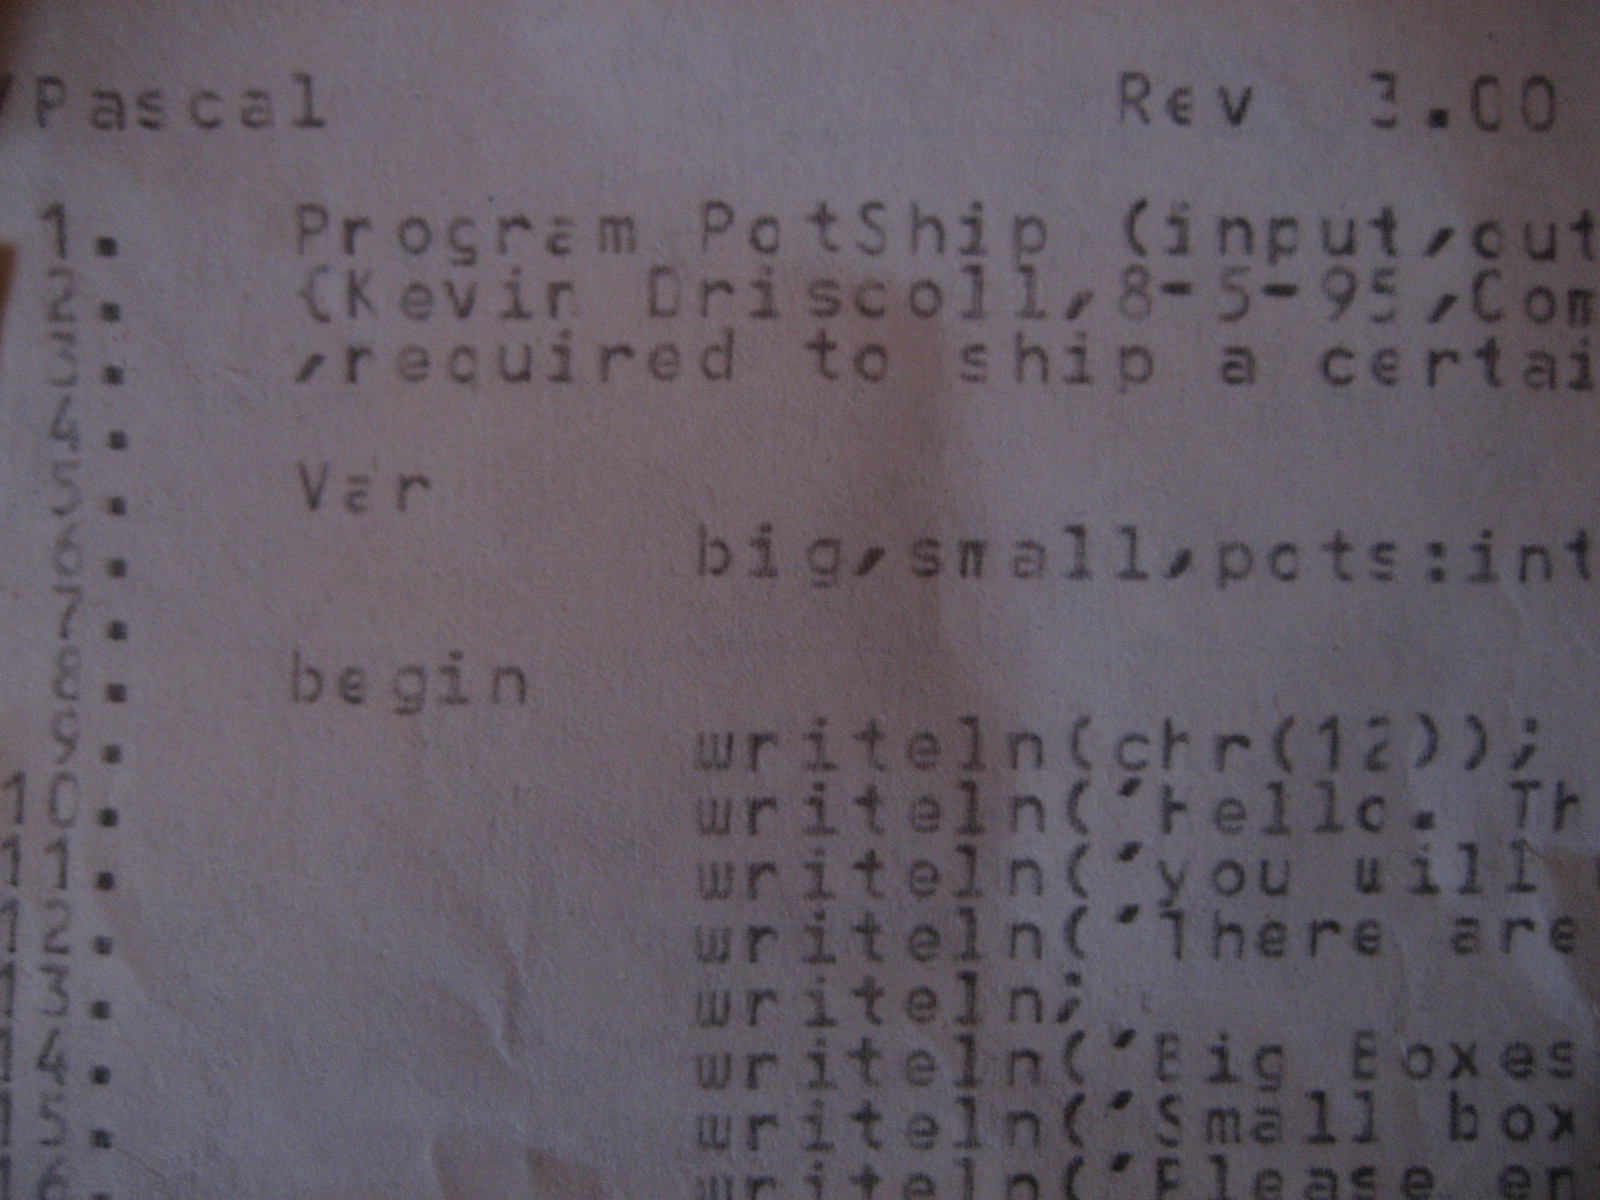 Pascal Rev 3.00
1. Program PotShip (input,out
2. {Kevin Driscoll,8-5-95,Com
3. ,required to ship a certai
4.
5. Var
6. big,small,pots:int
7.
8. begin
9. writeln(chr(12));
10. writeln('hello. Th
11. writeln('you will
12. writeln('There are
13. writeln;
14. writeln('Big Boxes
15. writeln('Small box
16. writeln('Please en